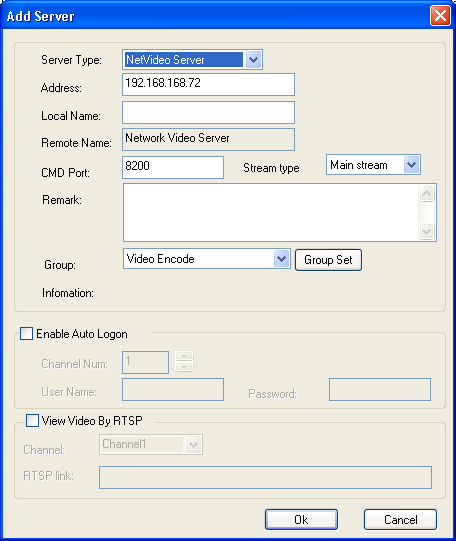 Add Server
Server Type: NetVideo Server
Address: 192.168.168.72
Local Name:
Remote Name: Network Video Server
CMD Port: 8200 Stream type Main stream
Remark:
Group: Video Encode Group Set
Infomation:
Enable Auto Logon
Channel Num: 1
User Name: Password:
View Video By RTSP
Channel: Channel1
RTSP link:
Ok Cancel